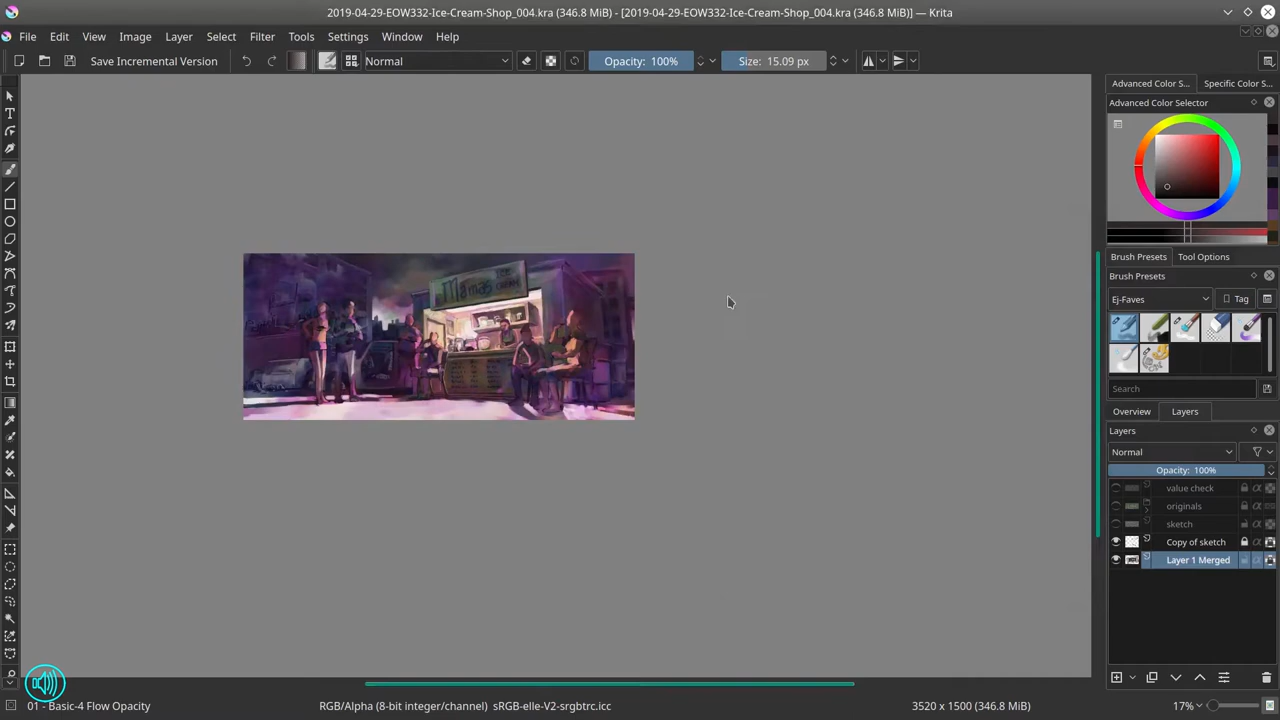 2019-04-29-EOW332-Ice-Cream-Shop_004.kra (346.8 MiB) - [2019-04-29-EOW332-Ice-Cream-Shop_004.kra (346.8 MiB)] — Krita
File Edit View Image Layer Select Filter Tools Settings Window Help
Save Incremental Version Normal Opacity: 100% Size: 15.09 px
Advanced Color S... Specific Color S...
Advanced Color Selector
Brush Presets Tool Options
Brush Presets
Ej-Faves Tag
Mamas
Search
Overview Layers
Layers
Normal
Opacity: 100%
value check
originals
sketch
Copy of sketch
Layer 1 Merged
01 - Basic-4 Flow Opacity RGB/Alpha (8-bit integer/channel) sRGB-elle-V2-srgbtrc.icc 3520 x 1500 (346.8 MiB) 17%